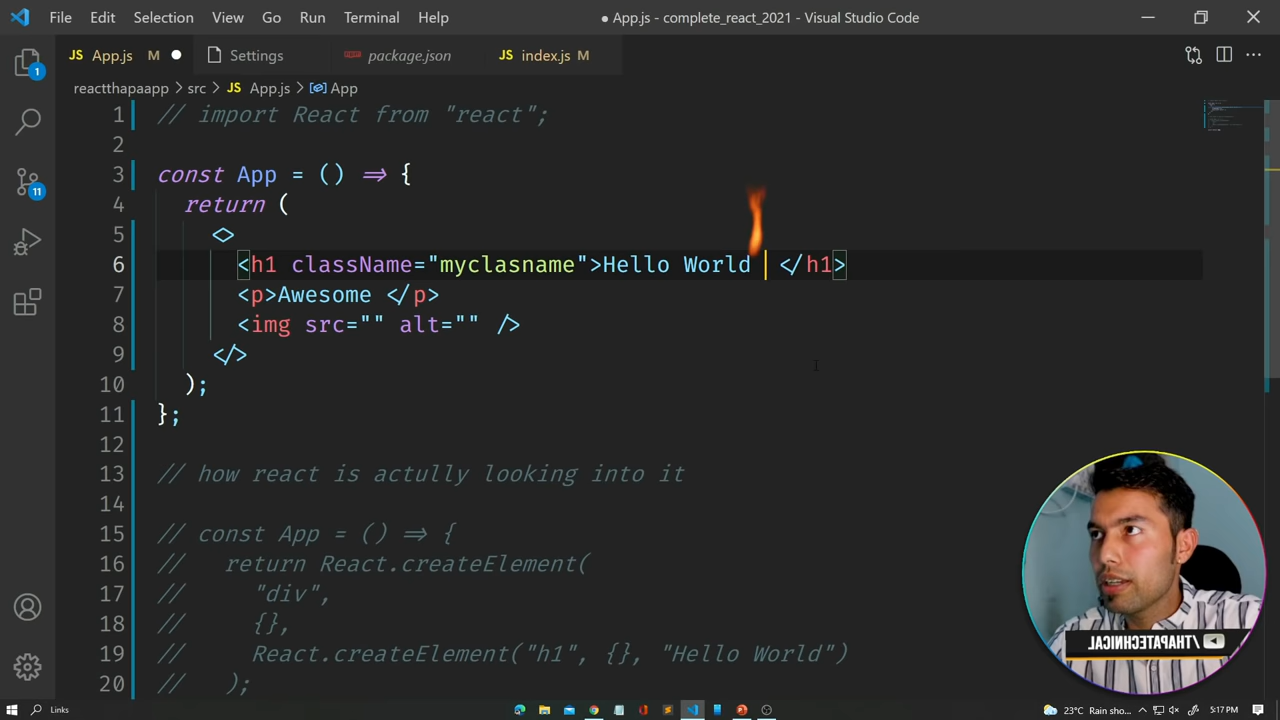 File Edit Selection View Go Run Terminal Help ● App.js - complete_react_2021 - Visual Studio Code
JS App.js M Settings package.json JS index.js M
reactthapaapp > src > JS App.js > App
1 // import React from "react";
2
3 const App = () => {
4 return (
5 <>
6 <h1 className="myclasname">Hello World </h1>
7 <p>Awesome </p>
8 <img src="" alt="" />
9 </>
10 );
11 };
12
13 // how react is actully looking into it
14
15 // const App = () => {
16 // return React.createElement(
17 // "div",
18 // {},
19 // React.createElement("h1", {}, "Hello World")
20 // );
1
11
/THAPATECHNICAL
Links 23°C Rain sho... 5:17 PM